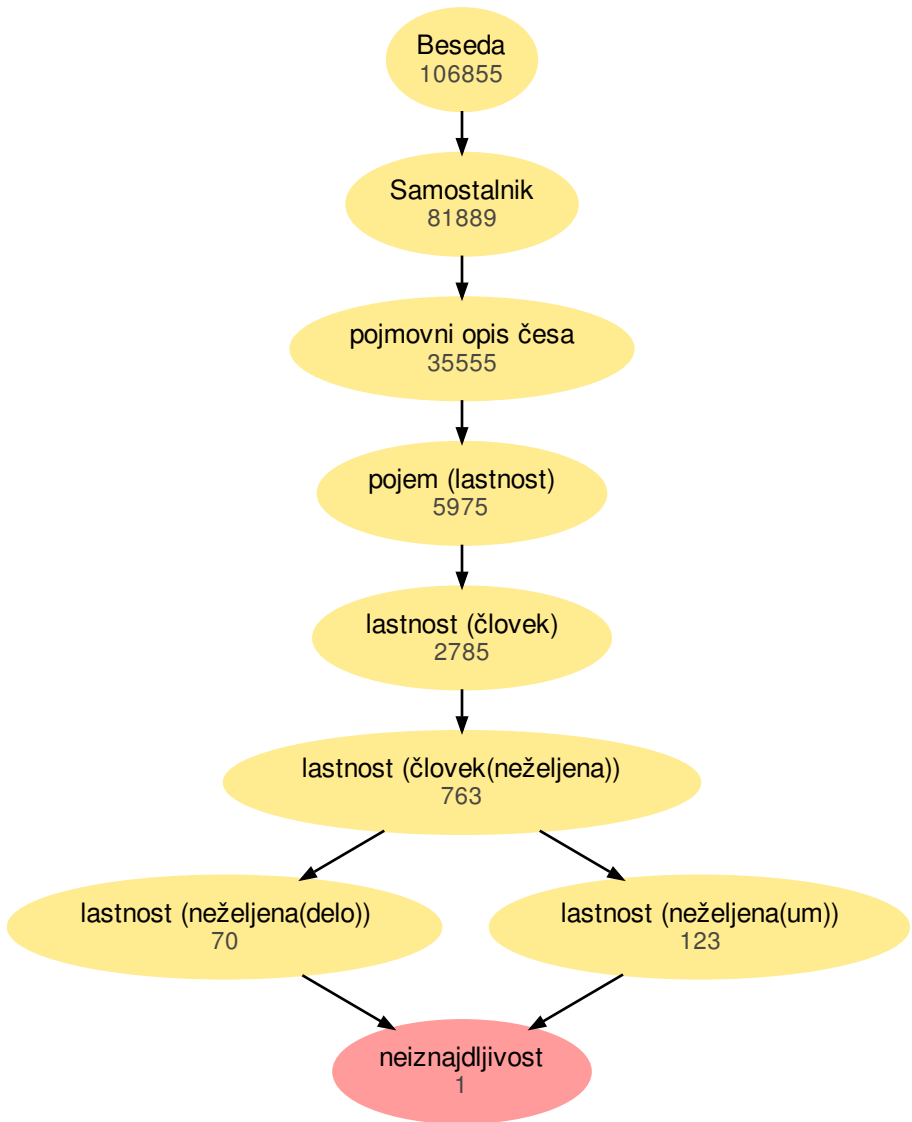 Beseda
106855
Samostalnik
81889
pojmovni opis česa
35555
pojem (lastnost)
5975
lastnost (človek)
2785
lastnost (človek(neželjena))
763
lastnost (neželjena(delo))
70
lastnost (neželjena(um))
123
neiznajdljivost
1